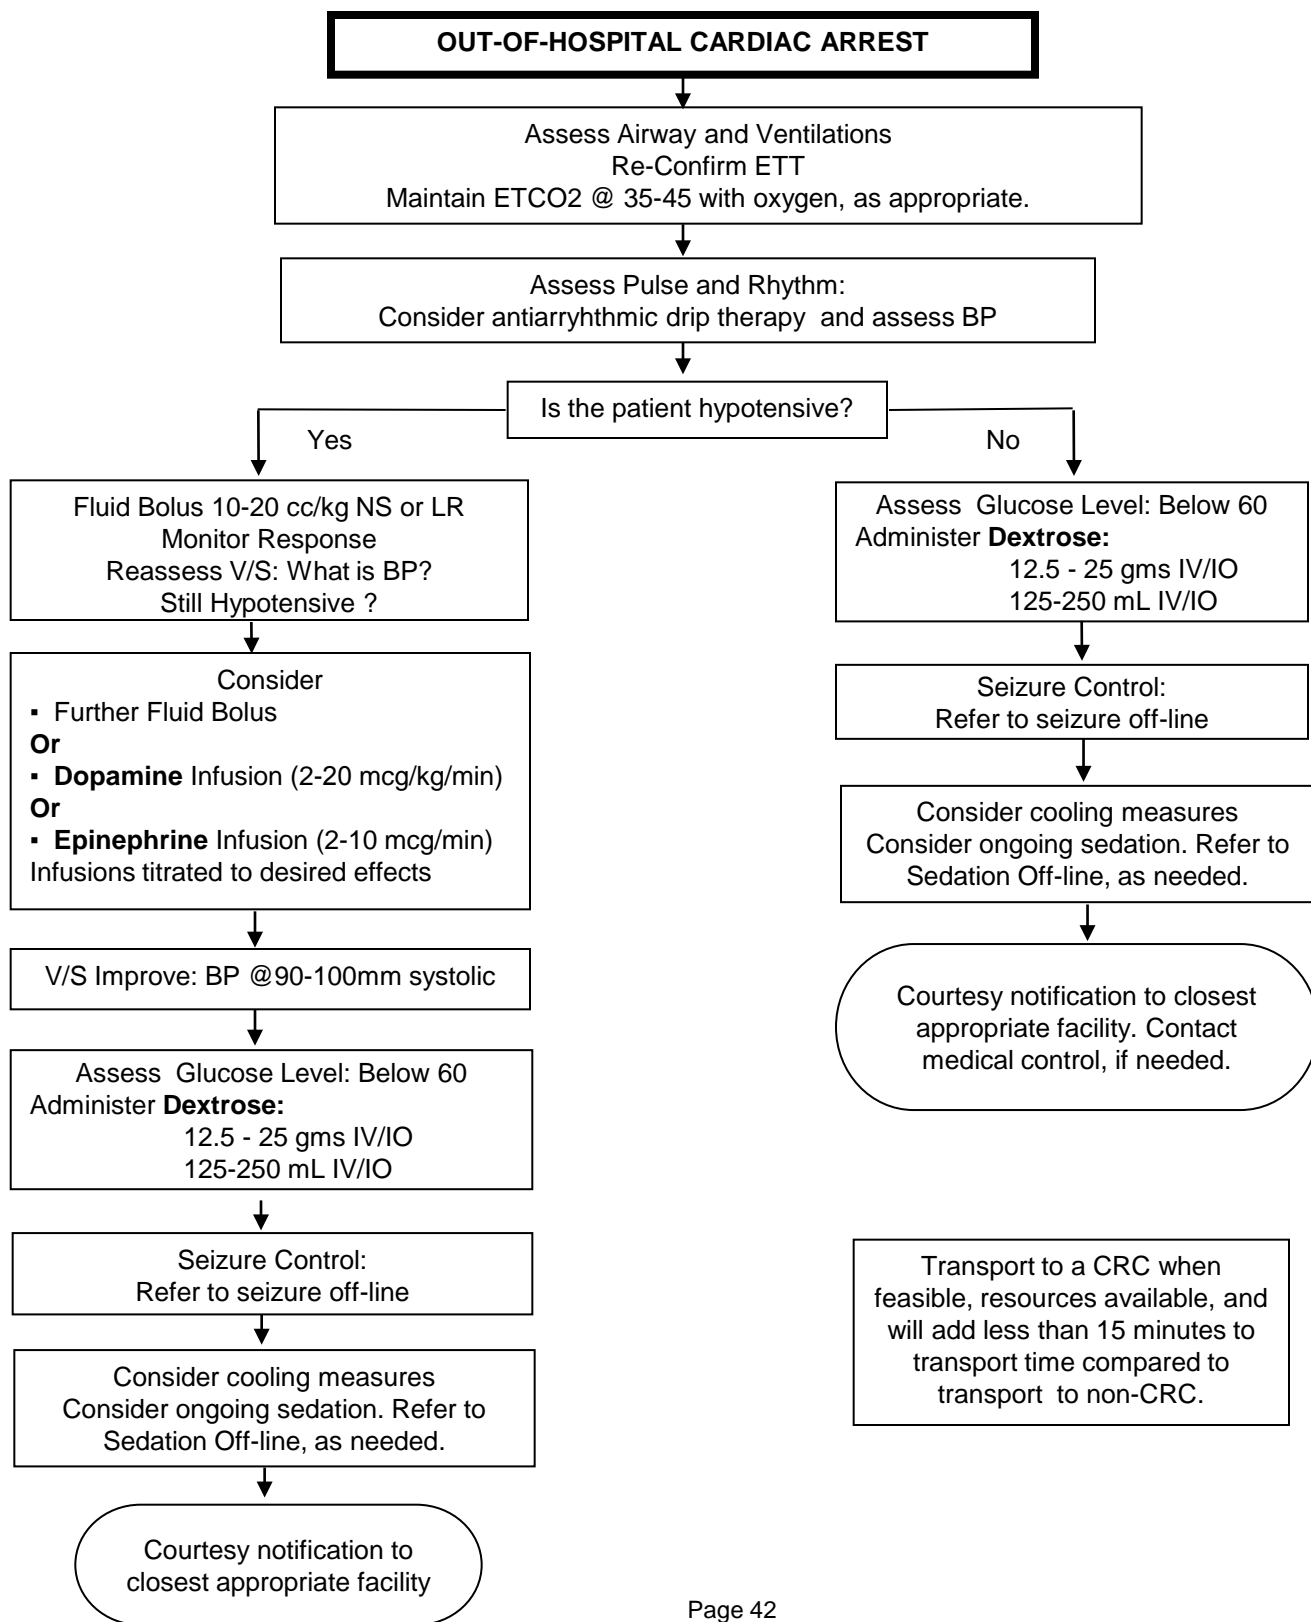 OUT-OF-HOSPITAL CARDIAC ARREST
Assess Airway and Ventilations
Re-Confirm ETT
Maintain ETCO2 @ 35-45 with oxygen, as appropriate.
Assess Pulse and Rhythm:
Consider antiarryhthmic drip therapy and assess BP
Is the patient hypotensive?
Yes
Fluid Bolus 10-20 cc/kg NS or LR
Monitor Response
Reassess V/S: What is BP?
Still Hypotensive ?
Consider
▪ Further Fluid Bolus
Or
▪ Dopamine Infusion (2-20 mcg/kg/min)
Or
▪ Epinephrine Infusion (2-10 mcg/min)
Infusions titrated to desired effects
V/S Improve: BP @90-100mm systolic
Assess Glucose Level: Below 60
Administer Dextrose:
12.5 - 25 gms IV/IO
125-250 mL IV/IO
Seizure Control:
Refer to seizure off-line
Consider cooling measures
Consider ongoing sedation. Refer to
Sedation Off-line, as needed.
Courtesy notification to
closest appropriate facility
No
Assess Glucose Level: Below 60
Administer Dextrose:
12.5 - 25 gms IV/IO
125-250 mL IV/IO
Seizure Control:
Refer to seizure off-line
Consider cooling measures
Consider ongoing sedation. Refer to
Sedation Off-line, as needed.
Courtesy notification to closest
appropriate facility. Contact
medical control, if needed.
Transport to a CRC when
feasible, resources available, and
will add less than 15 minutes to
transport time compared to
transport to non-CRC.
Page 42